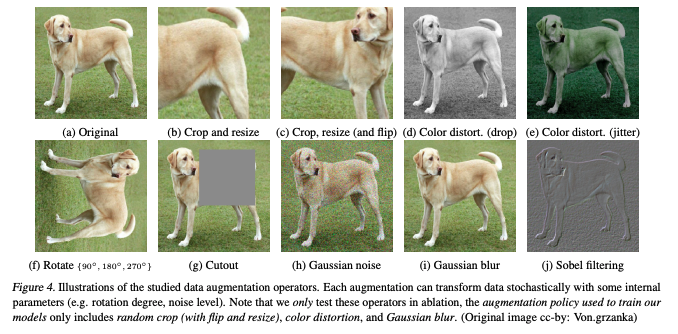 (a) Original
(b) Crop and resize
(c) Crop, resize (and flip)
(d) Color distort. (drop)
(e) Color distort. (jitter)
(f) Rotate {90°, 180°, 270°}
(g) Cutout
(h) Gaussian noise
(i) Gaussian blur
(j) Sobel filtering
Figure 4. Illustrations of the studied data augmentation operators. Each augmentation can transform data stochastically with some internal
parameters (e.g. rotation degree, noise level). Note that we only test these operators in ablation, the augmentation policy used to train our
models only includes random crop (with flip and resize), color distortion, and Gaussian blur. (Original image cc-by: Von.grzanka)